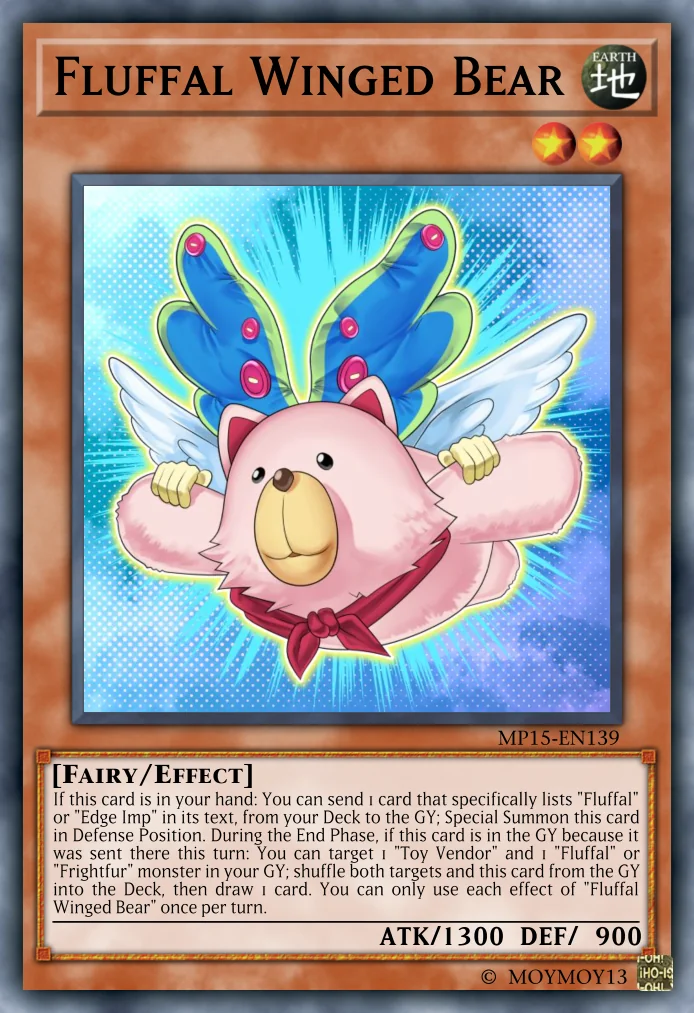 FLUFFAL WINGED BEAR
EARTH
地
MP15-EN139
[FAIRY/EFFECT]
If this card is in your hand: You can send 1 card that specifically lists "Fluffal"
or "Edge Imp" in its text, from your Deck to the GY; Special Summon this card
in Defense Position. During the End Phase, if this card is in the GY because it
was sent there this turn: You can target 1 "Toy Vendor" and 1 "Fluffal" or
"Frightfur" monster in your GY; shuffle both targets and this card from the GY
into the Deck, then draw 1 card. You can only use each effect of "Fluffal
Winged Bear" once per turn.
ATK/1300 DEF/ 900
© MOYMOY13